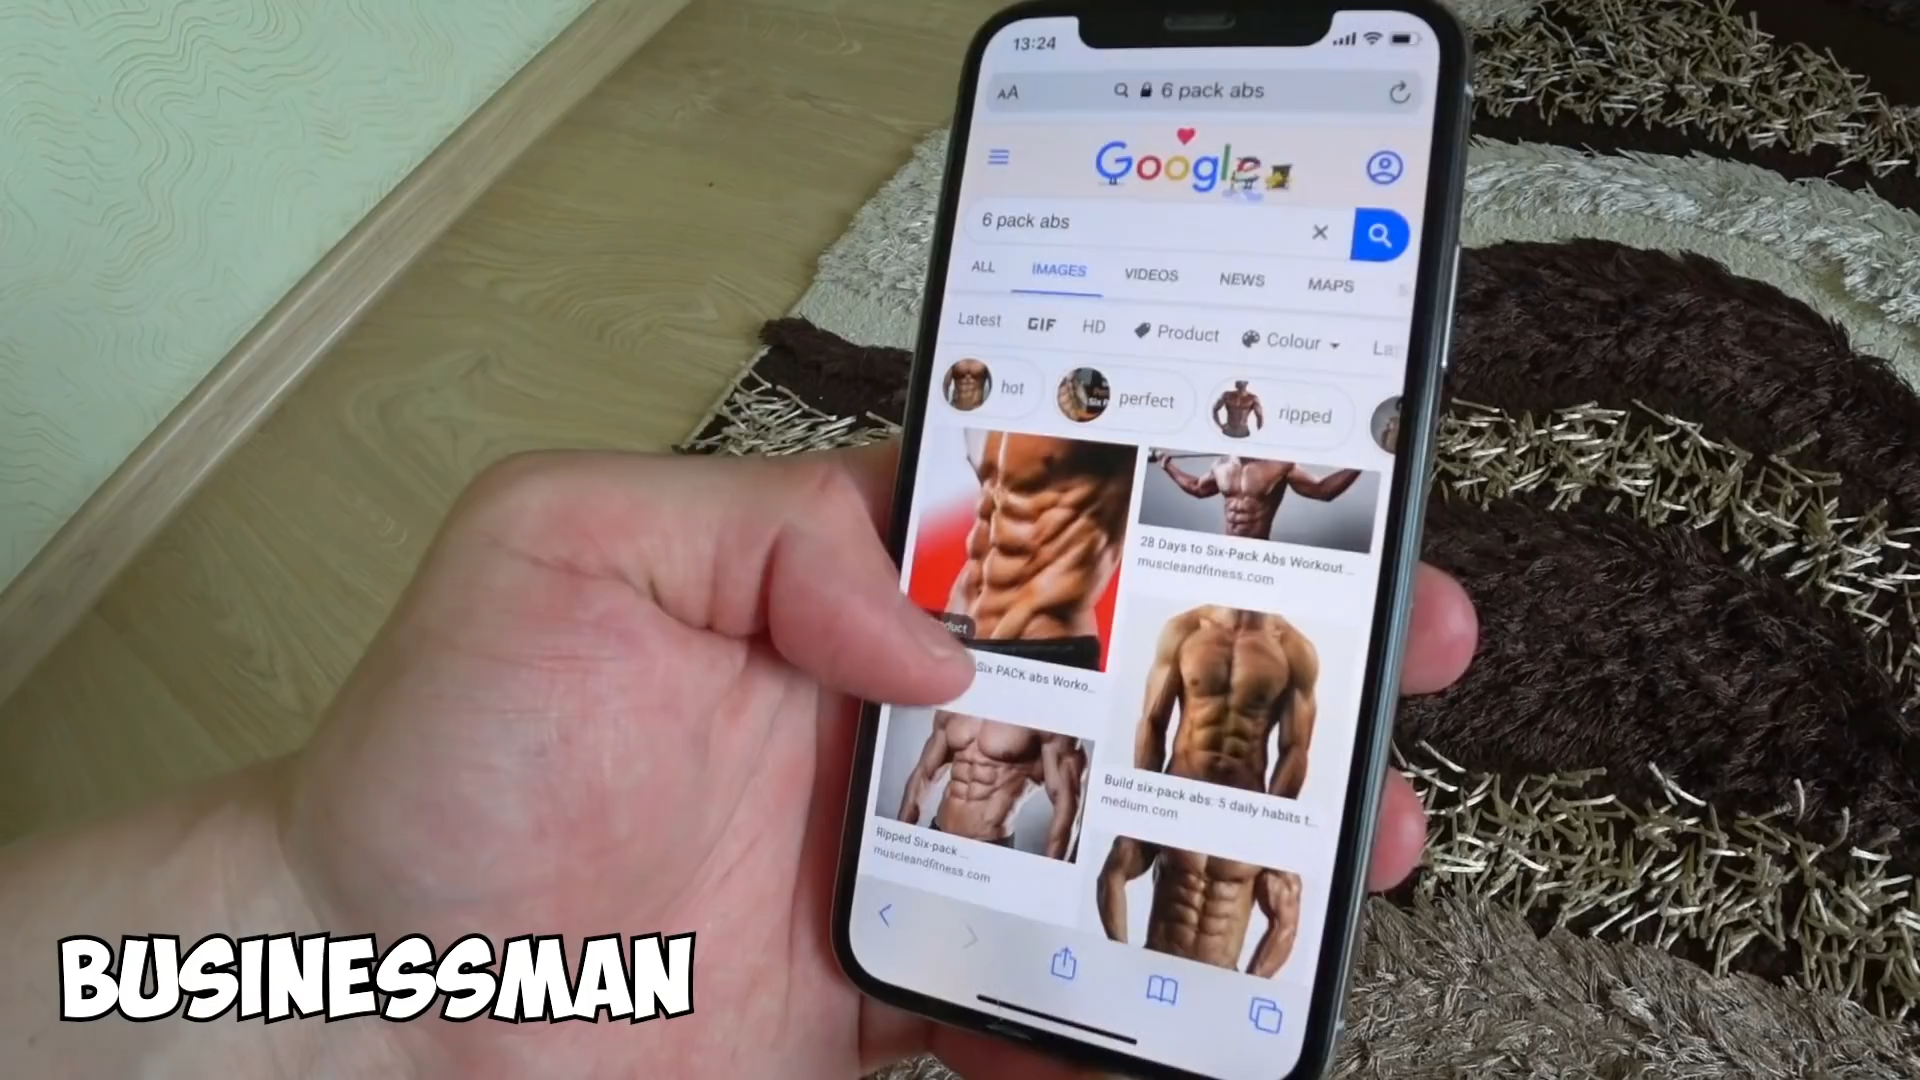 13:24
AA 6 pack abs
Google
6 pack abs
ALL IMAGES VIDEOS NEWS MAPS
Latest GIF HD Product Colour La
hot perfect ripped
28 Days to Six-Pack Abs Workout ...
muscleandfitness.com
Six PACK abs Worko...
Build six-pack abs: 5 daily habits t...
medium.com
Ripped Six-pack ...
muscleandfitness.com
BUSINESSMAN